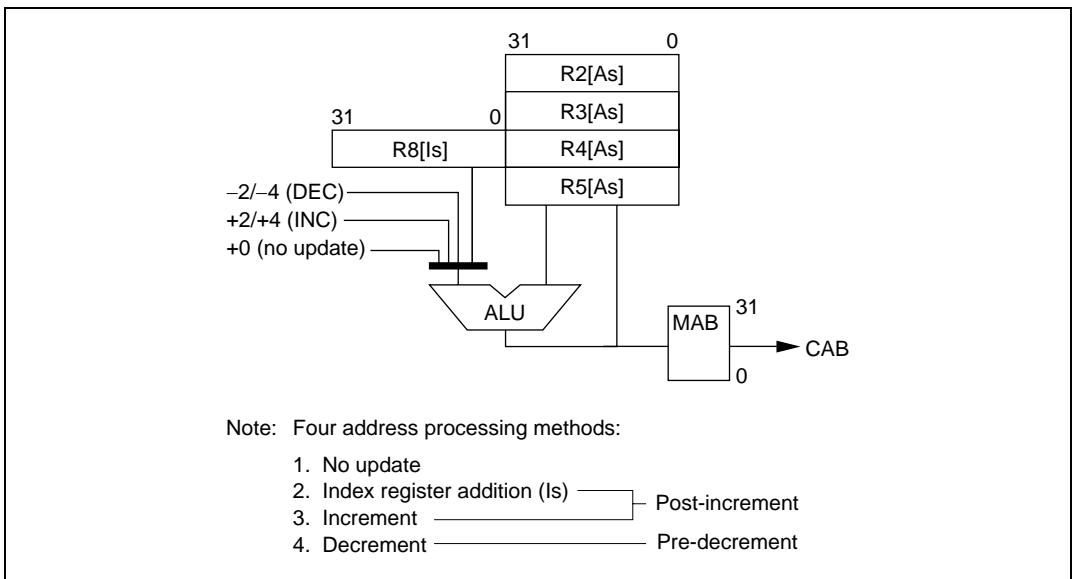 31 0
R2[As]
R3[As]
31 0
R8[Is] R4[As]
R5[As]
−2/−4 (DEC)
+2/+4 (INC)
+0 (no update)
ALU
MAB 31
CAB
0
Note: Four address processing methods:
1. No update
2. Index register addition (Is)
Post-increment
3. Increment
4. Decrement Pre-decrement